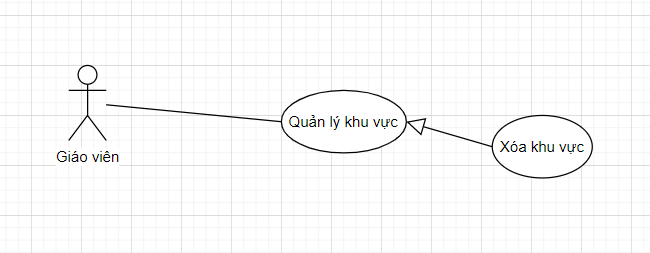 Quản lý khu vực
Xóa khu vực
Giáo viên